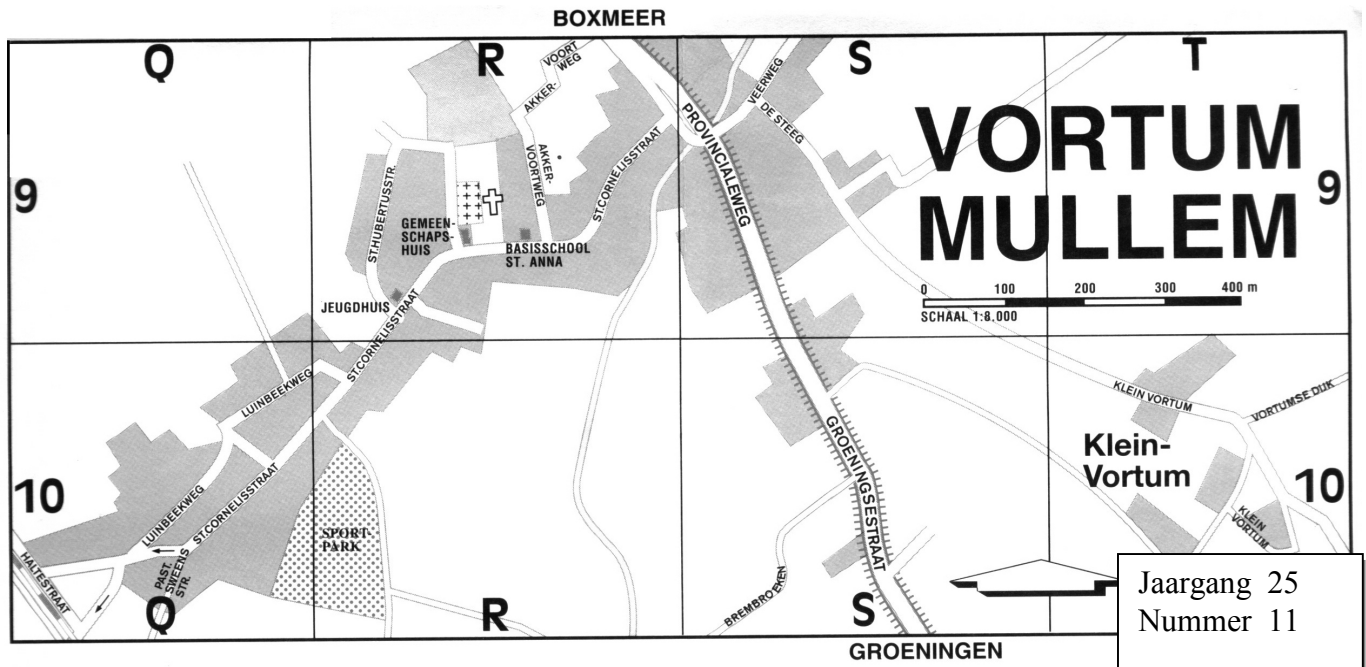 BOXMEER
Q
R
S
T
9
VOORT
WEG
AKKER-
AKKER-
VOORTWEG
ST.CORNELISSTRAAT
PROVINCIALEWEG
VEERWEG
DE STEEG
VORTUM
MULLEM
9
ST.HUBERTUSSTR.
GEMEEN-
SCHAPS-
HUIS
BASISSCHOOL
ST. ANNA
JEUGDHUIS
ST.CORNELISSTRAAT
0 100 200 300 400 m
SCHAAL 1:8.000
10
LUINBEEKWEG
LUINBEEKWEG
ST.CORNELISSTRAAT
PAST.
SWEENS
STR.
HALTESTRAAT
SPORT-
PARK
GROENINGSESTRAAT
BREMBROEKEN
KLEIN VORTUM
VORTUMSE DIJK
Klein-
Vortum
KLEIN
VORTUM
10
Q
R
S
Jaargang 25
Nummer 11
GROENINGEN